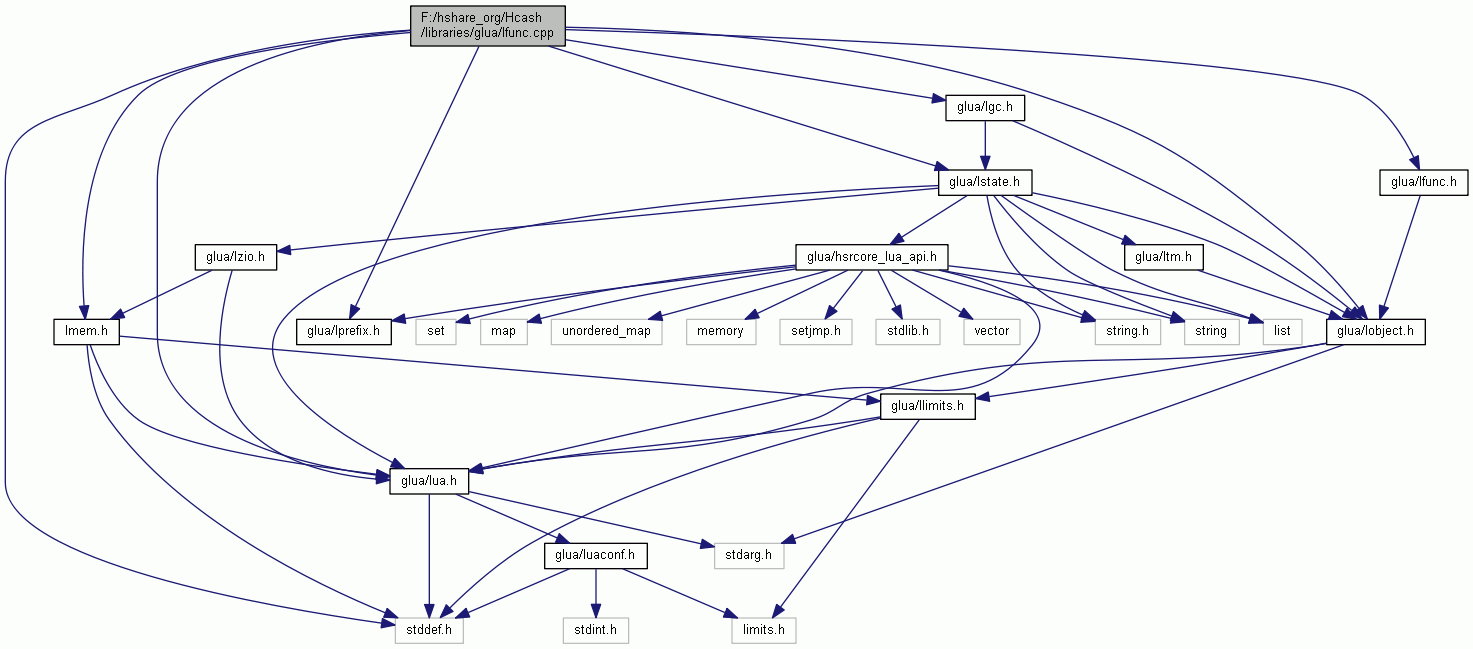 F:/hshare_org/Hcash
/libraries/glua/lfunc.cpp
glua/lgc.h
glua/lstate.h
glua/lfunc.h
glua/lzio.h
glua/hsrcore_lua_api.h
glua/ltm.h
lmem.h
glua/lprefix.h
set
map
unordered_map
memory
setjmp.h
stdlib.h
vector
string.h
string
list
glua/lobject.h
glua/llimits.h
glua/lua.h
glua/luaconf.h
stdarg.h
stddef.h
stdint.h
limits.h